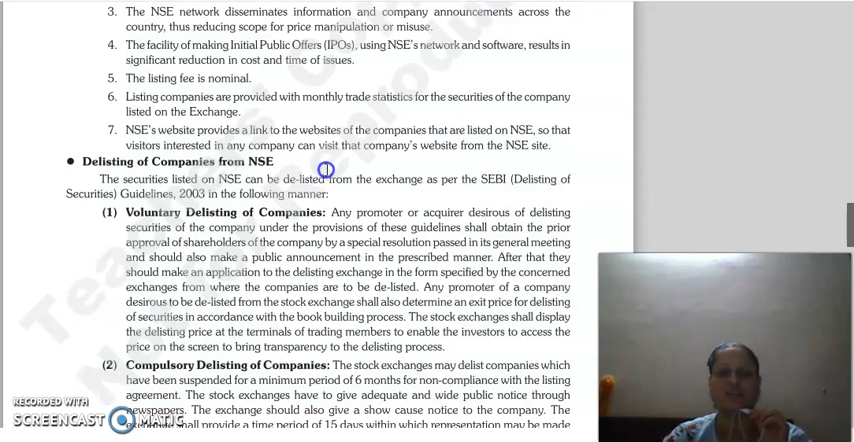 3. The NSE network disseminates information and company announcements across the
country, thus reducing scope for price manipulation or misuse.
4. The facility of making Initial Public Offers (IPOs), using NSE's network and software, results in
significant reduction in cost and time of issues.
5. The listing fee is nominal.
6. Listing companies are provided with monthly trade statistics for the securities of the company
listed on the Exchange.
7. NSE's website provides a link to the websites of the companies that are listed on NSE, so that
visitors interested in any company can visit that company's website from the NSE site.
● Delisting of Companies from NSE
The securities listed on NSE can be de-listed from the exchange as per the SEBI (Delisting of
Securities) Guidelines, 2003 in the following manner:
(1) Voluntary Delisting of Companies: Any promoter or acquirer desirous of delisting
securities of the company under the provisions of these guidelines shall obtain the prior
approval of shareholders of the company by a special resolution passed in its general meeting
and should also make a public announcement in the prescribed manner. After that they
should make an application to the delisting exchange in the form specified by the concerned
exchanges from where the companies are to be de-listed. Any promoter of a company
desirous to be de-listed from the stock exchange shall also determine an exit price for delisting
of securities in accordance with the book building process. The stock exchanges shall display
the delisting price at the terminals of trading members to enable the investors to access the
price on the screen to bring transparency to the delisting process.
(2) Compulsory Delisting of Companies: The stock exchanges may delist companies which
have been suspended for a minimum period of 6 months for non-compliance with the listing
agreement. The stock exchanges have to give adequate and wide public notice through
newspapers. The exchange should also give a show cause notice to the company. The
shall provide a time period of 15 days within which representation may be made
RECORDED WITH
SCREENCAST MATIC